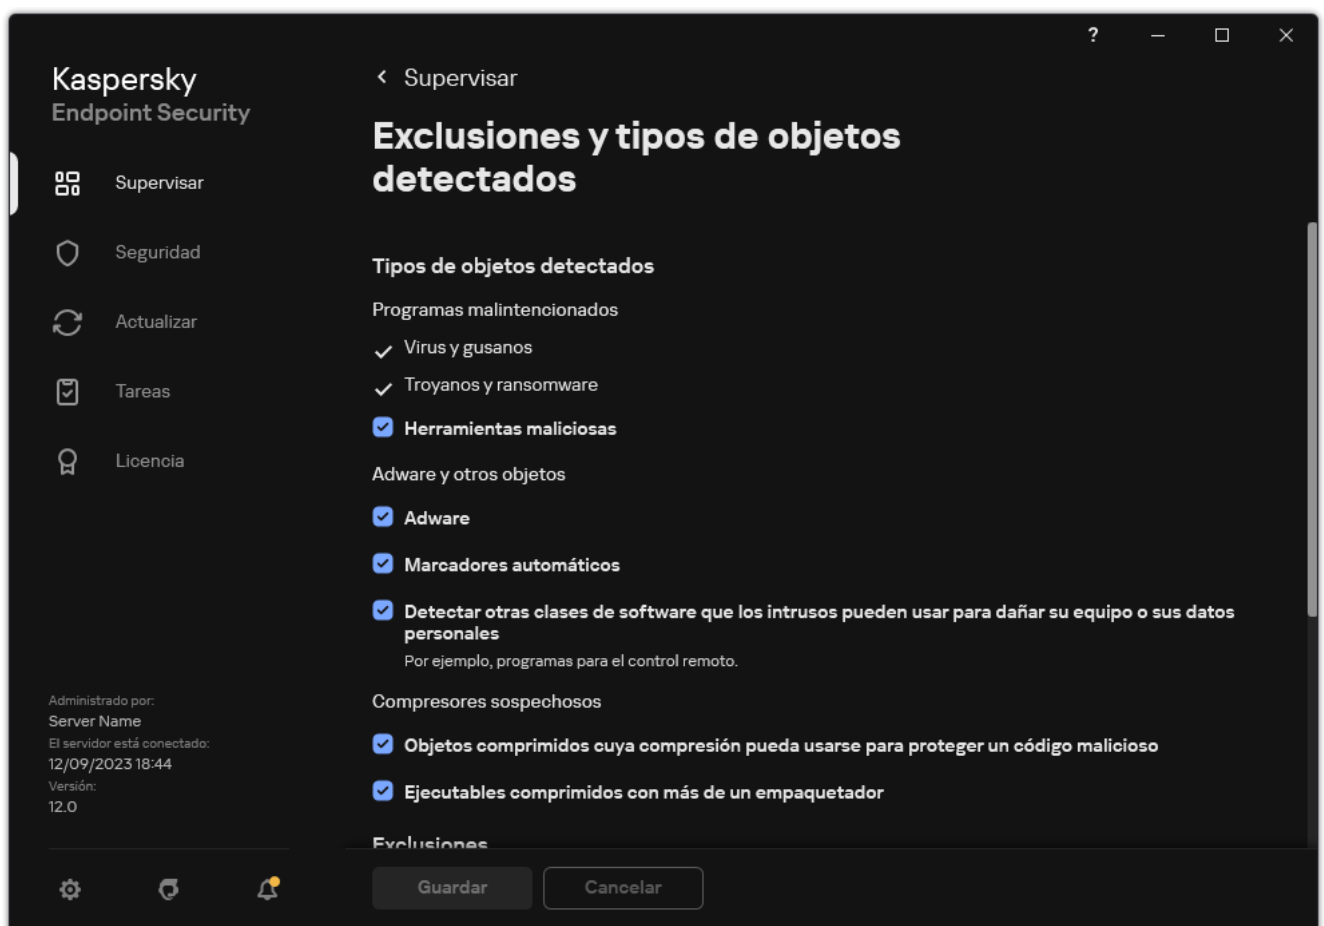 ?
Kaspersky
Endpoint Security
Supervisar
Seguridad
Actualizar
Tareas
Licencia
Administrado por:
Server Name
El servidor está conectado:
12/09/2023 18:44
Versión:
12.0
Supervisar
Exclusiones y tipos de objetos
detectados
Tipos de objetos detectados
Programas malintencionados
Virus y gusanos
Troyanos y ransomware
Herramientas maliciosas
Adware y otros objetos
Adware
Marcadores automáticos
Detectar otras clases de software que los intrusos pueden usar para dañar su equipo o sus datos
personales
Por ejemplo, programas para el control remoto.
Compresores sospechosos
Objetos comprimidos cuya compresión pueda usarse para proteger un código malicioso
Ejecutables comprimidos con más de un empaquetador
Exclusiones
Guardar
Cancelar